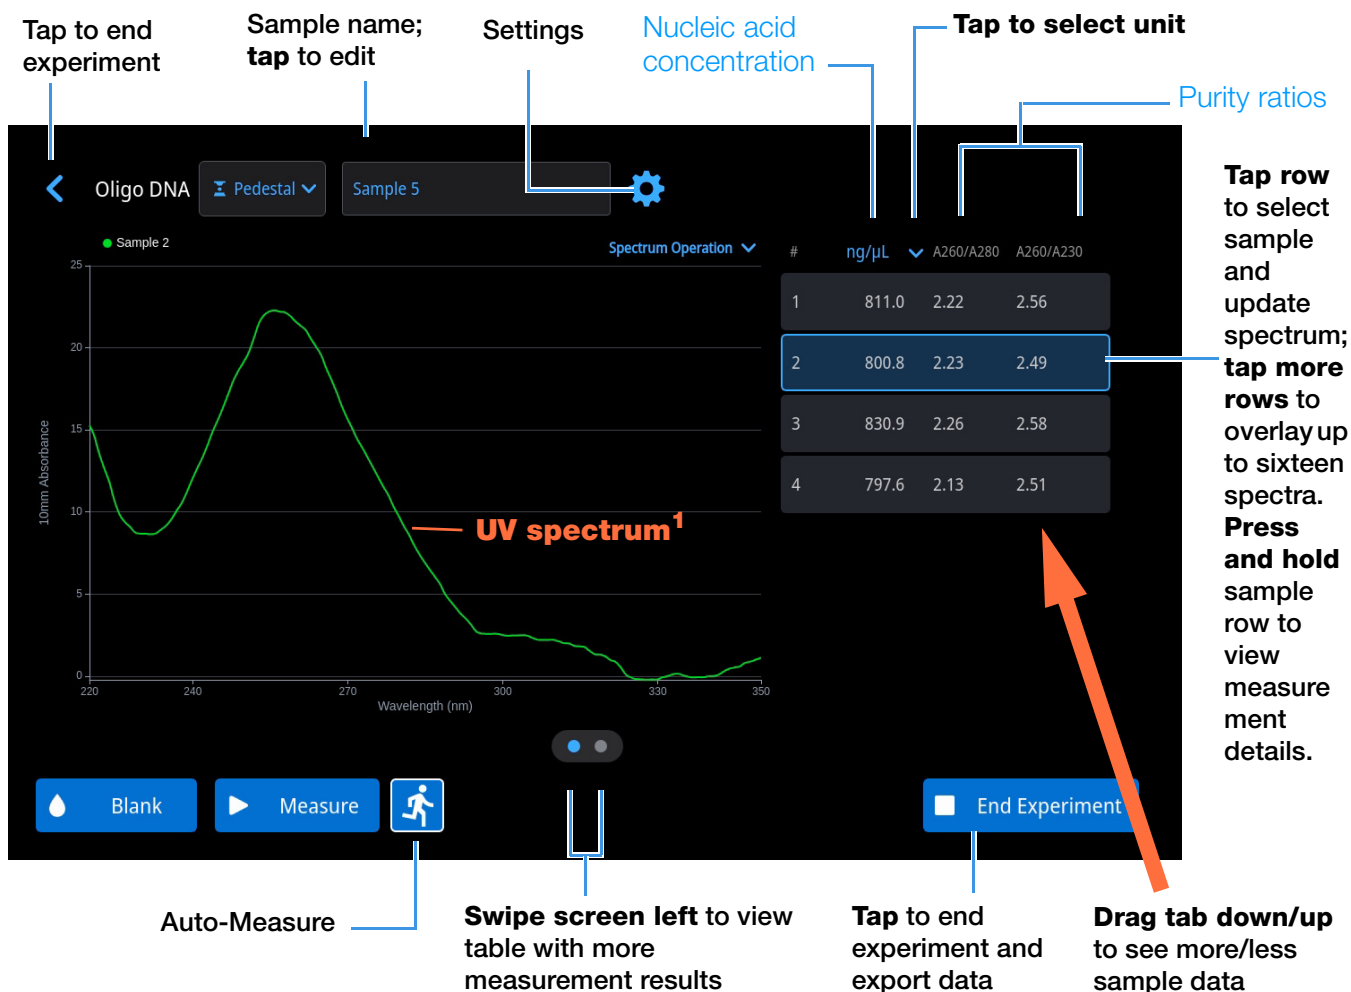 Tap to end
experiment
Sample name;
tap to edit
Settings
Nucleic acid
concentration
Tap to select unit
Purity ratios
Oligo DNA
Pedestal
Sample 5
Sample 2
Spectrum Operation
# ng/µL A260/A280 A260/A230
1 811.0 2.22 2.56
2 800.8 2.23 2.49
3 830.9 2.26 2.58
4 797.6 2.13 2.51
25
20
15
10
5
0
10mm Absorbance
220 240 270 300 330 350
Wavelength (nm)
UV spectrum1
Tap row
to select
sample
and
update
spectrum;
tap more
rows to
overlay up
to sixteen
spectra.
Press
and hold
sample
row to
view
measure
ment
details.
Blank
Measure
End Experiment
Auto-Measure
Swipe screen left to view
table with more
measurement results
Tap to end
experiment and
export data
Drag tab down/up
to see more/less
sample data